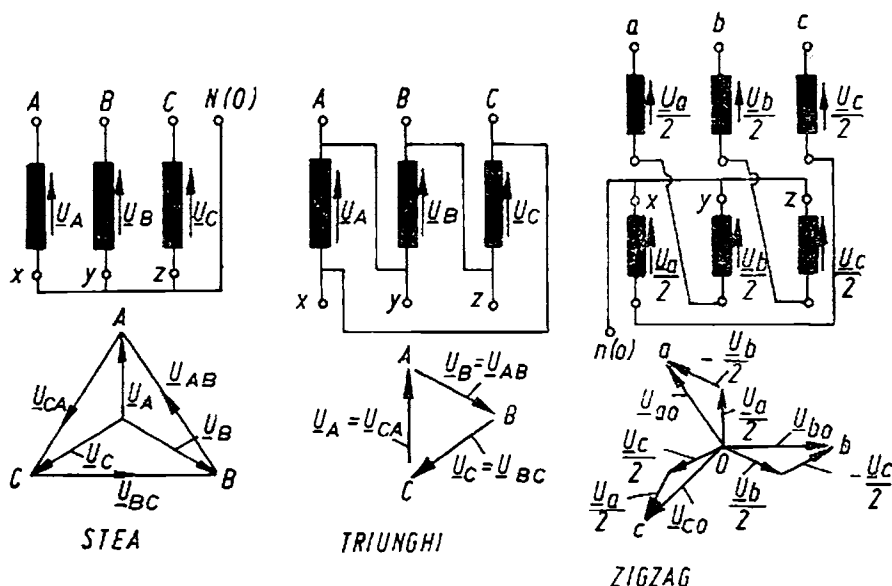 A B C N(0)
U_A U_B U_C
x y z
A
U_CA U_AB
U_A
U_B
U_C
C B
U_BC
STEA
A B C
U_A U_B U_C
x y z
A
U_B=U_AB
B
U_A=U_CA
U_C=U_BC
C
TRIUNGHI
a b c
U_a/2 U_b/2 U_c/2
x y z
U_a/2 U_b/2 U_c/2
n(0)
a -U_b/2
U_ao U_a/2 U_bo
U_c/2 0 b
U_a/2 U_b/2 -U_c/2
c U_co
ZIGZAG